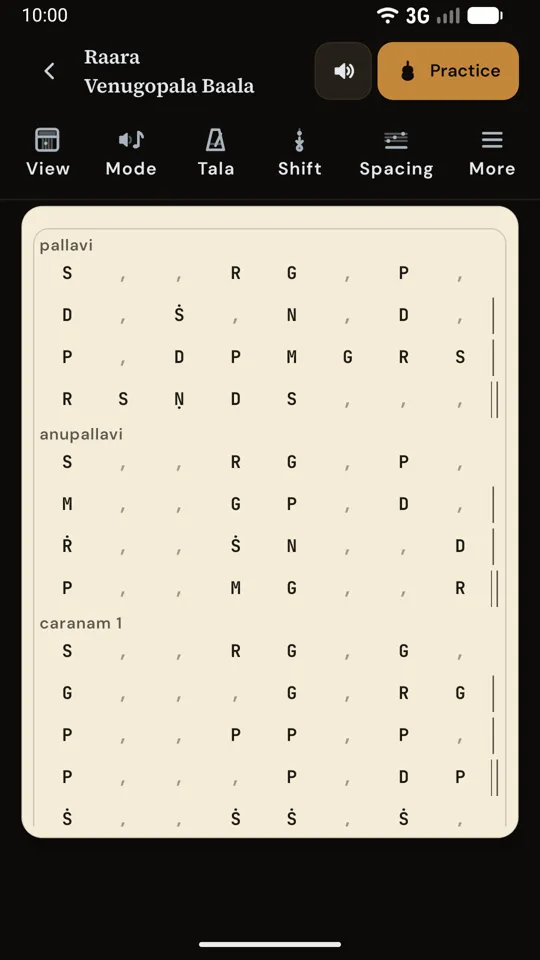 10:00 3G
Raara
Venugopala Baala
Practice
View Mode Tala Shift Spacing More
pallavi
S , , R G , P ,
D , Ṡ , N , D , |
P , D P M G R S |
R S Ṇ D S , , , ||
anupallavi
S , , R G , P ,
M , , G P , D , |
Ṙ , , Ṡ N , , D |
P , , M G , , R ||
caranam 1
S , , R G , G ,
G , , , G , R G |
P , , P P , P , |
P , , , P , D P ||
Ṡ , , Ṡ Ṡ , Ṡ ,